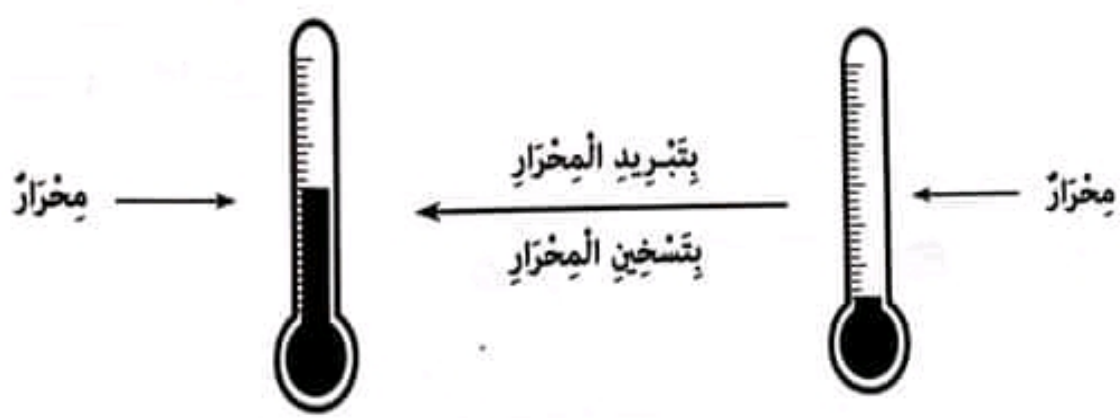 مِحْرَارٌ
بِتَبْرِيدِ الْمِحْرَارِ
بِتَسْخِينِ الْمِحْرَارِ
مِحْرَارٌ